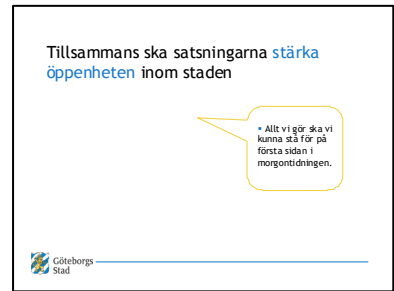 Tillsammans ska satsningarna stärka
öppenheten inom staden
▪ Allt vi gör ska vi
kunna stå för på
första sidan i
morgontidningen.
Göteborgs
Stad